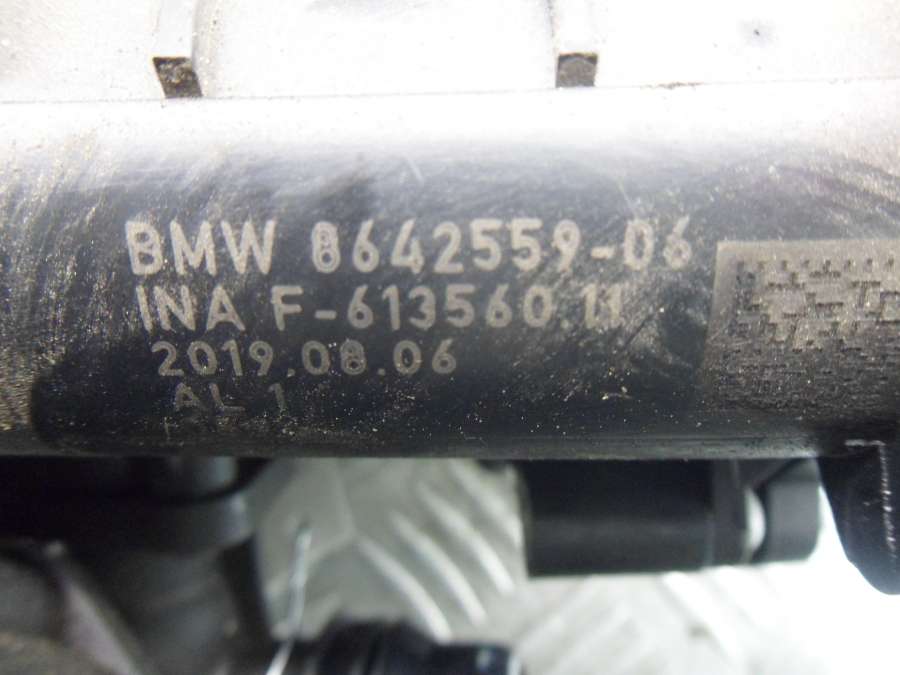 BMW 8642559-06
INA F-613560.11
2019.08.06
AL 1